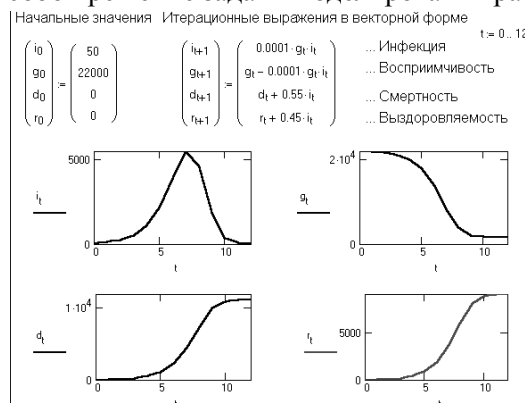 Начальные значения Итерационные выражения в векторной форме
t := 0.. 12
i0 g0 d0 r0 := 50 22000 0 0
it+1 gt+1 dt+1 rt+1 := 0.0001·gt·it gt − 0.0001·gt·it dt + 0.55·it rt + 0.45·it
... Инфекция
... Восприимчивость
... Смертность
... Выздоровляемость
5000
it
0
0 5 10
t
2·10^4
gt
0
0 5 10
t
1·10^4
dt
0
0 5 10
5000
rt
0
0 5 10